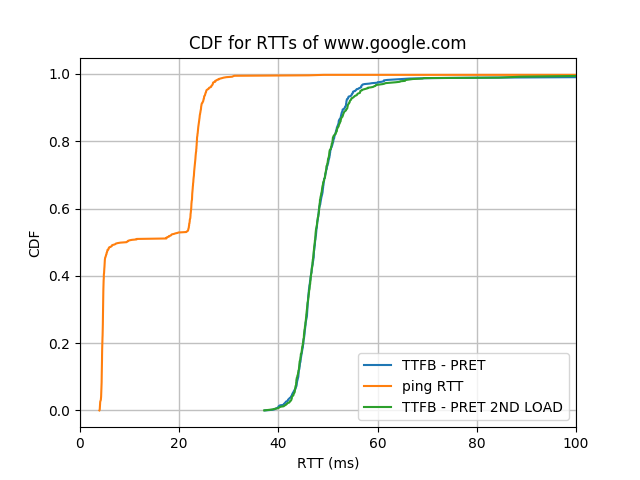 CDF for RTTs of www.google.com
1.0
0.8
0.6
0.4
0.2
0.0
CDF
TTFB - PRET
ping RTT
TTFB - PRET 2ND LOAD
0 20 40 60 80 100
RTT (ms)